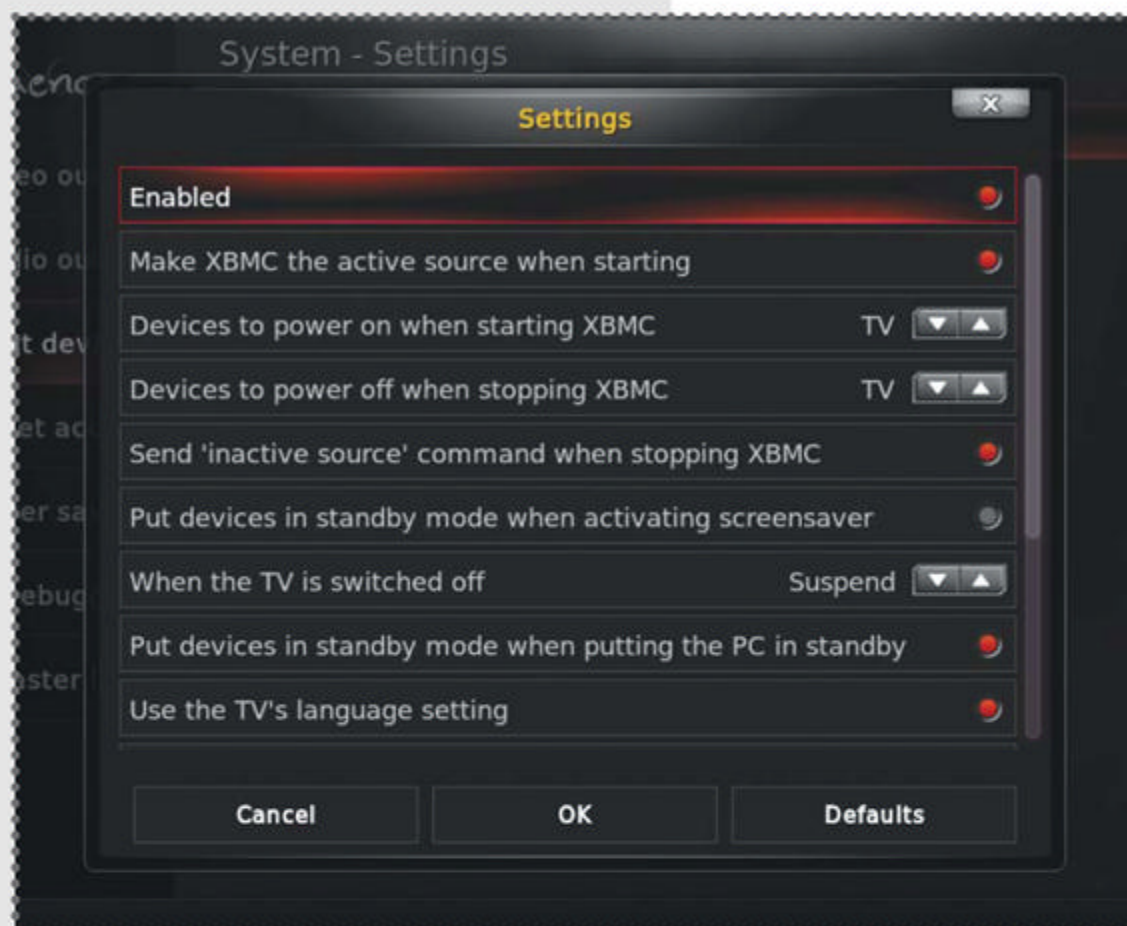 System - Settings
Settings
Enabled
Make XBMC the active source when starting
Devices to power on when starting XBMC TV
Devices to power off when stopping XBMC TV
Send 'inactive source' command when stopping XBMC
Put devices in standby mode when activating screensaver
When the TV is switched off Suspend
Put devices in standby mode when putting the PC in standby
Use the TV's language setting
Cancel OK Defaults